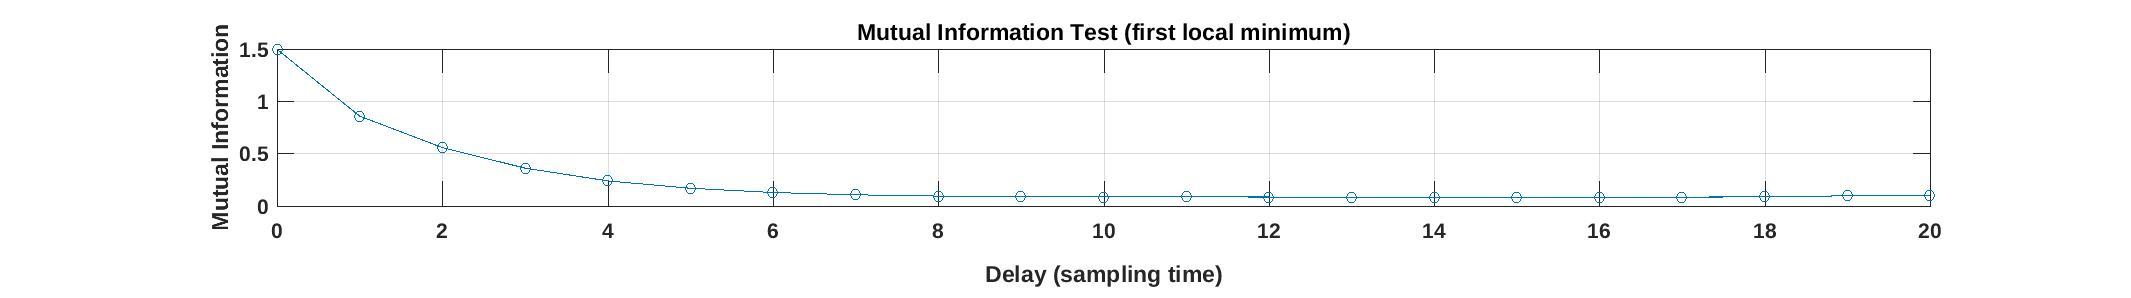 Mutual Information Test (first local minimum)
Mutual Information
1.5
1
0.5
0
0 2 4 6 8 10 12 14 16 18 20
Delay (sampling time)